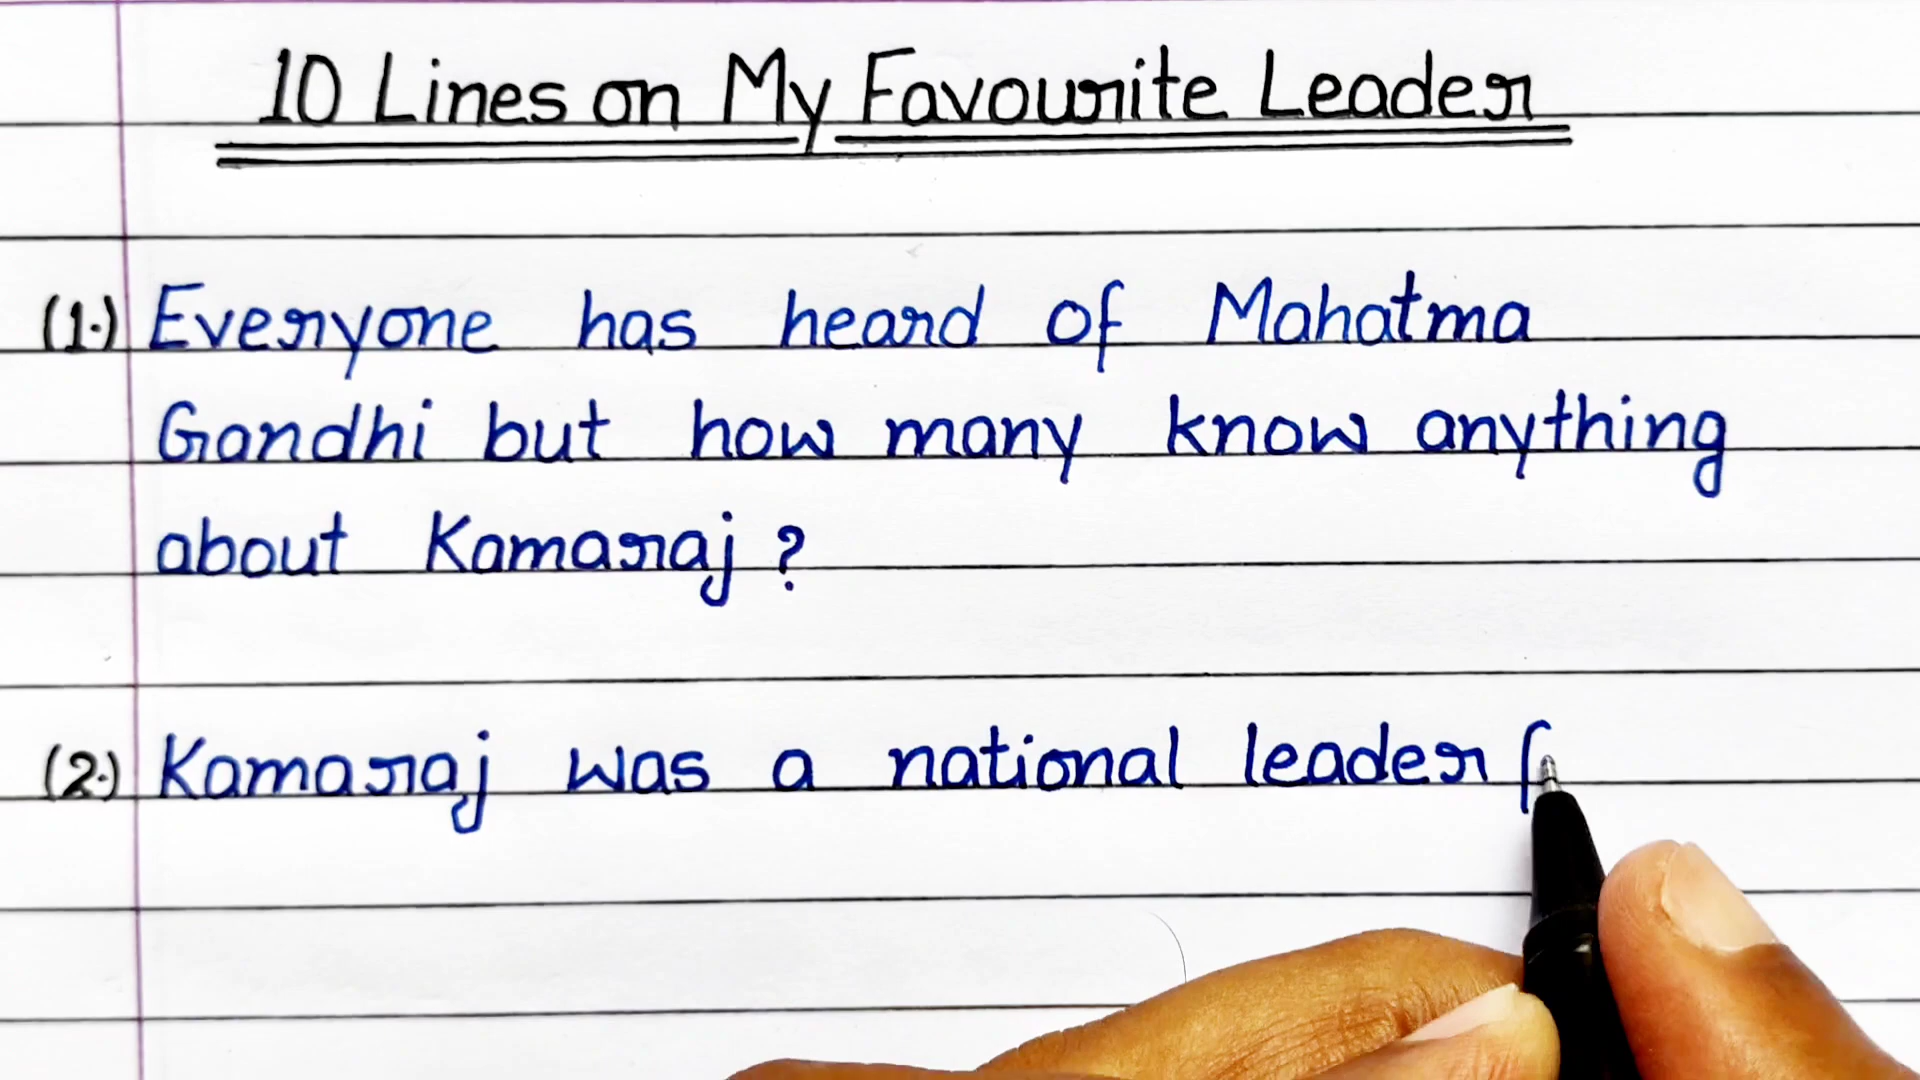 10 Lines on My Favourite Leader
(1.) Everyone has heard of Mahatma
Gandhi but how many know anything
about Kamaraj?
(2.) Kamaraj was a national leader